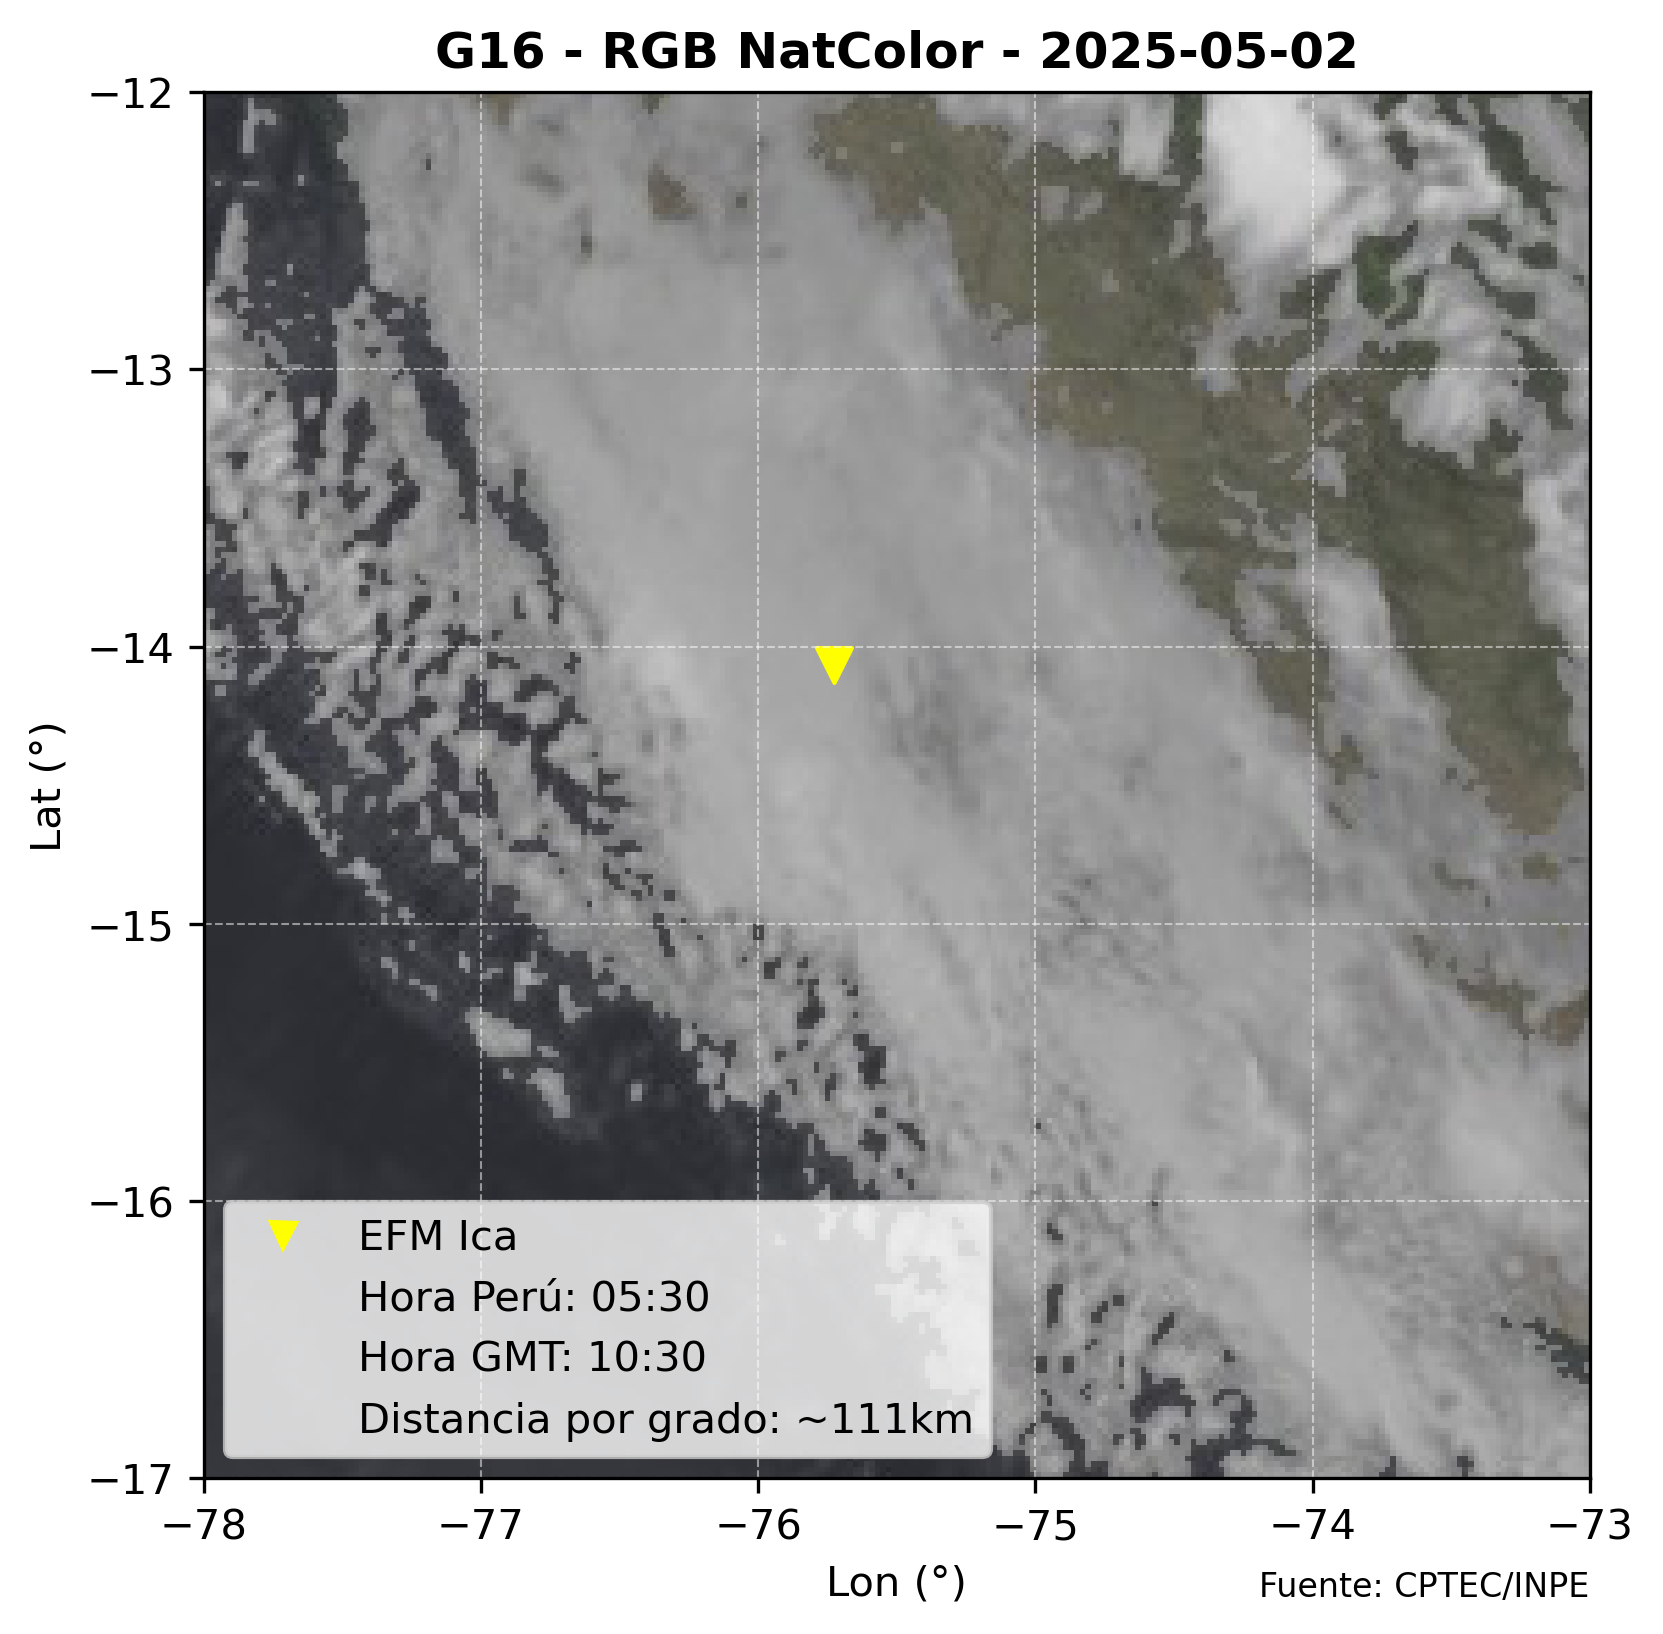 G16 - RGB NatColor - 2025-05-02
−12
−13
−14
−15
−16
−17
Lat (°)
EFM Ica
Hora Perú: 05:30
Hora GMT: 10:30
Distancia por grado: ~111km
−78 −77 −76 −75 −74 −73
Lon (°)
Fuente: CPTEC/INPE